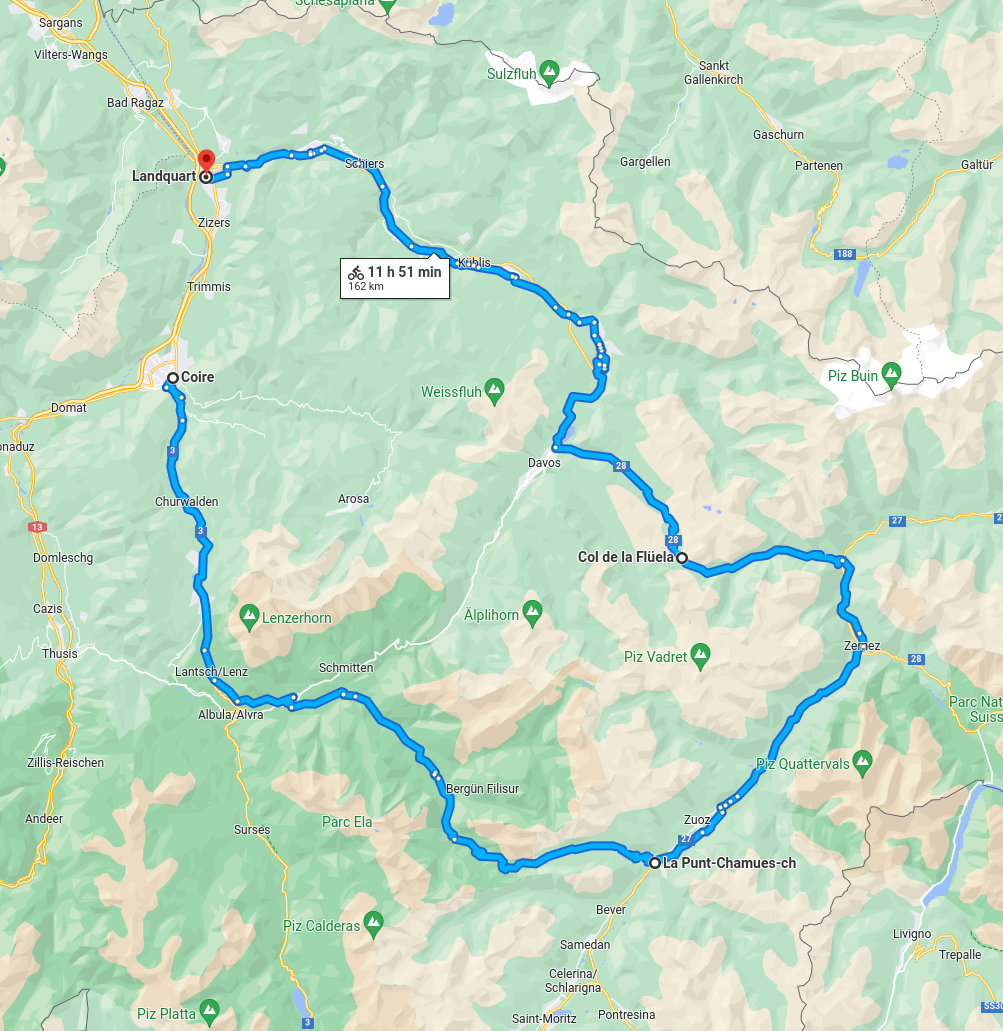 Schesaplana
Sargans
Vilters-Wangs
Sulzfluh
Sankt
Gallenkirch
Bad Ragaz
Gaschurn
Schiers
Gargellen
Partenen
Galtür
Landquart
Zizers
188
Küblis
11 h 51 min
162 km
Trimmis
Coire
Piz Buin
Weissfluh
Domat
3
Davos
28
Arosa
Churwalden
13
3
27
28
Domleschg
Col de la Flüela
Cazis
Lenzerhorn
Älplihorn
Zernez
Thusis
Piz Vadret
28
Schmitten
Lantsch/Lenz
Parc Nat
Suiss
Albula/Alvra
Zillis-Reischen
Piz Quattervals
Bergün Filisur
Andeer
Parc Ela
Zuoz
Surses
27
La Punt-Chamues-ch
Bever
Piz Calderas
Livigno
Samedan
Trepalle
Celerina/
Schlarigna
Piz Platta
Saint-Moritz
Pontresina
3